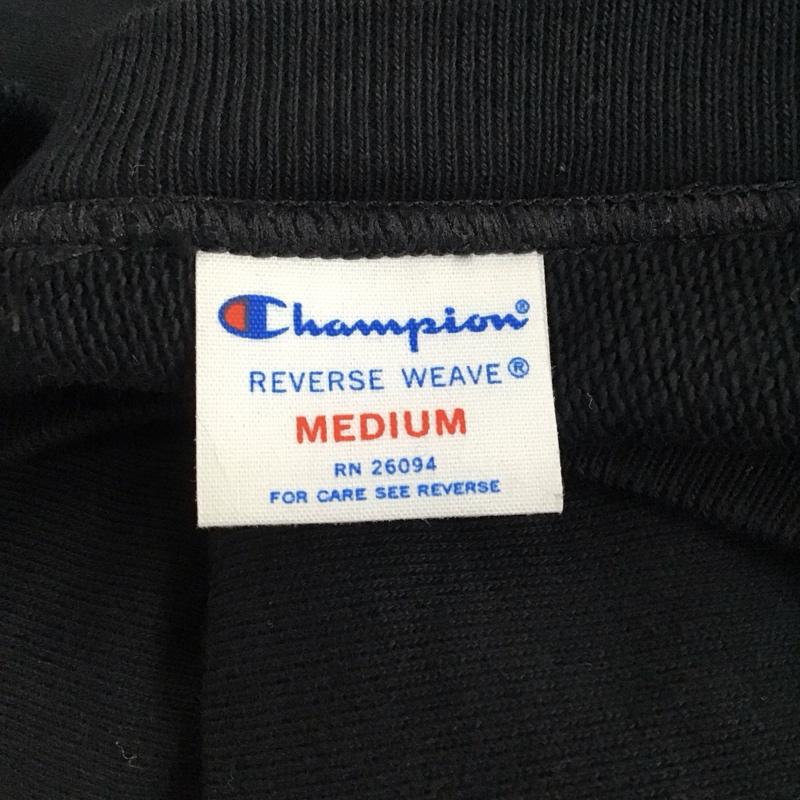 Champion®
REVERSE WEAVE®
MEDIUM
RN 26094
FOR CARE SEE REVERSE